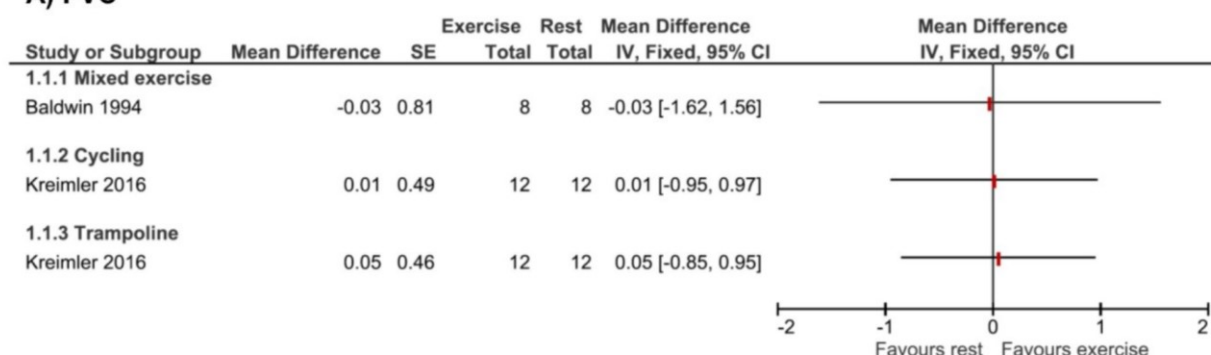 Exercise Rest Mean Difference Mean Difference
Study or Subgroup Mean Difference SE Total Total IV, Fixed, 95% CI IV, Fixed, 95% CI
1.1.1 Mixed exercise
Baldwin 1994 -0.03 0.81 8 8 -0.03 [-1.62, 1.56]
1.1.2 Cycling
Kreimler 2016 0.01 0.49 12 12 0.01 [-0.95, 0.97]
1.1.3 Trampoline
Kreimler 2016 0.05 0.46 12 12 0.05 [-0.85, 0.95]
-2 -1 0 1 2
Favours rest Favours exercise